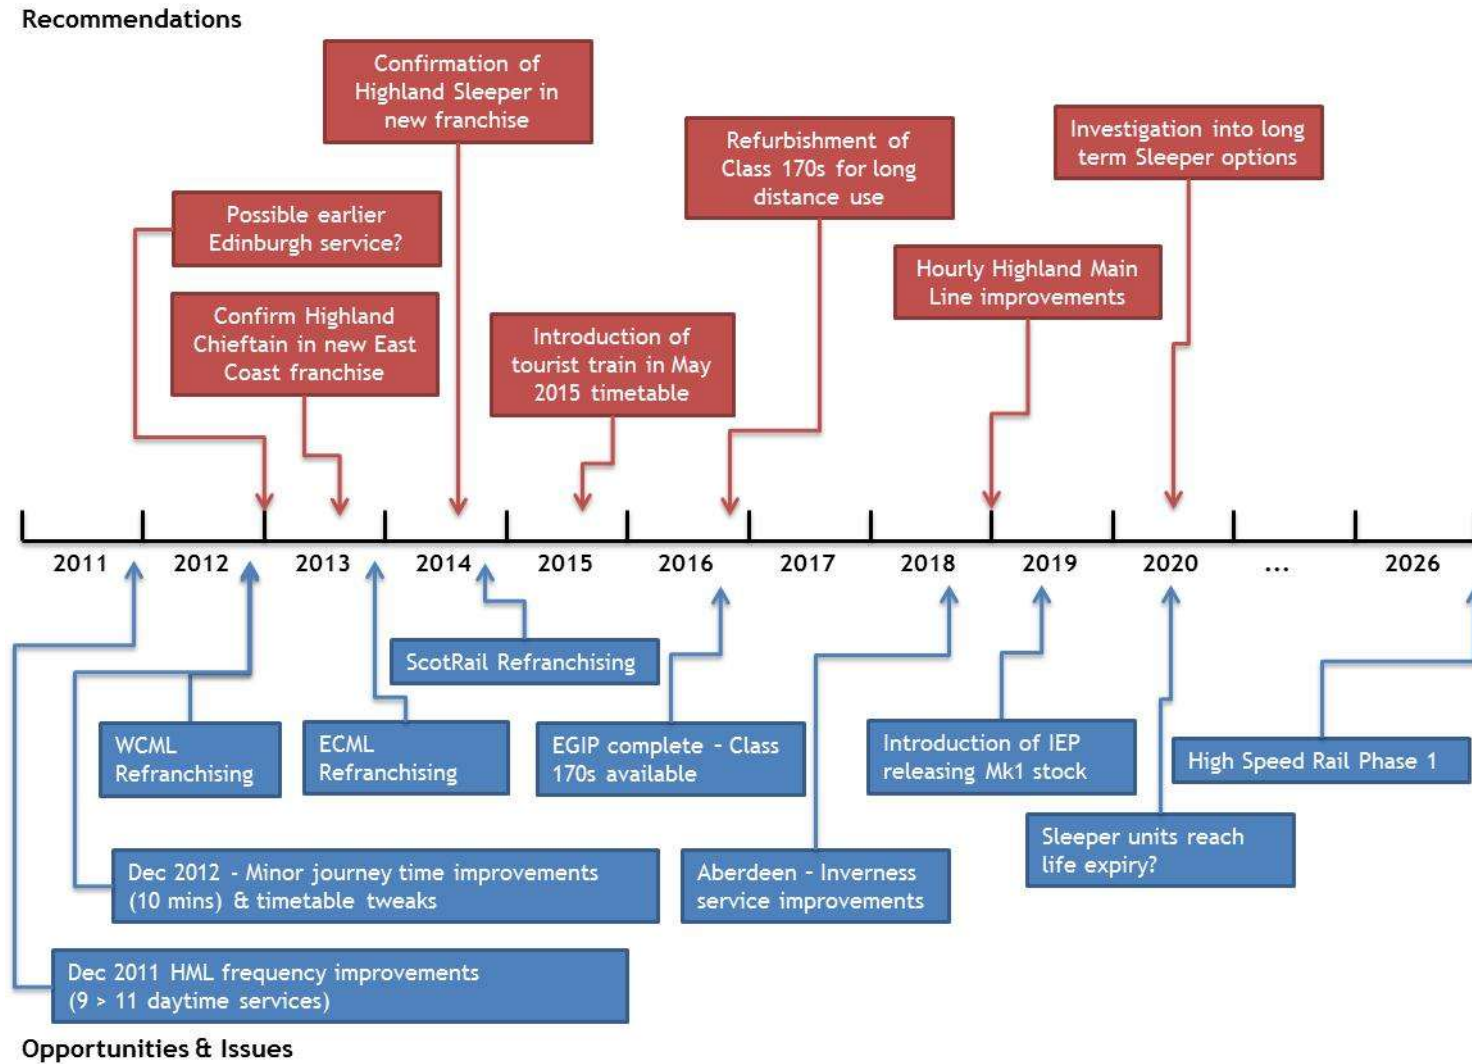 Recommendations
Confirmation of
Highland Sleeper in
new franchise
Refurbishment of
Class 170s for long
distance use
Investigation into long
term Sleeper options
Possible earlier
Edinburgh service?
Hourly Highland Main
Line improvements
Confirm Highland
Chieftain in new East
Coast franchise
Introduction of
tourist train in May
2015 timetable
2011 2012 2013 2014 2015 2016 2017 2018 2019 2020 ... 2026
ScotRail Refranchising
WCML
Refranchising
ECML
Refranchising
EGIP complete – Class
170s available
Introduction of IEP
releasing Mk1 stock
High Speed Rail Phase 1
Sleeper units reach
life expiry?
Dec 2012 - Minor journey time improvements
(10 mins) & timetable tweaks
Aberdeen – Inverness
service improvements
Dec 2011 HML frequency improvements
(9 > 11 daytime services)
Opportunities & Issues